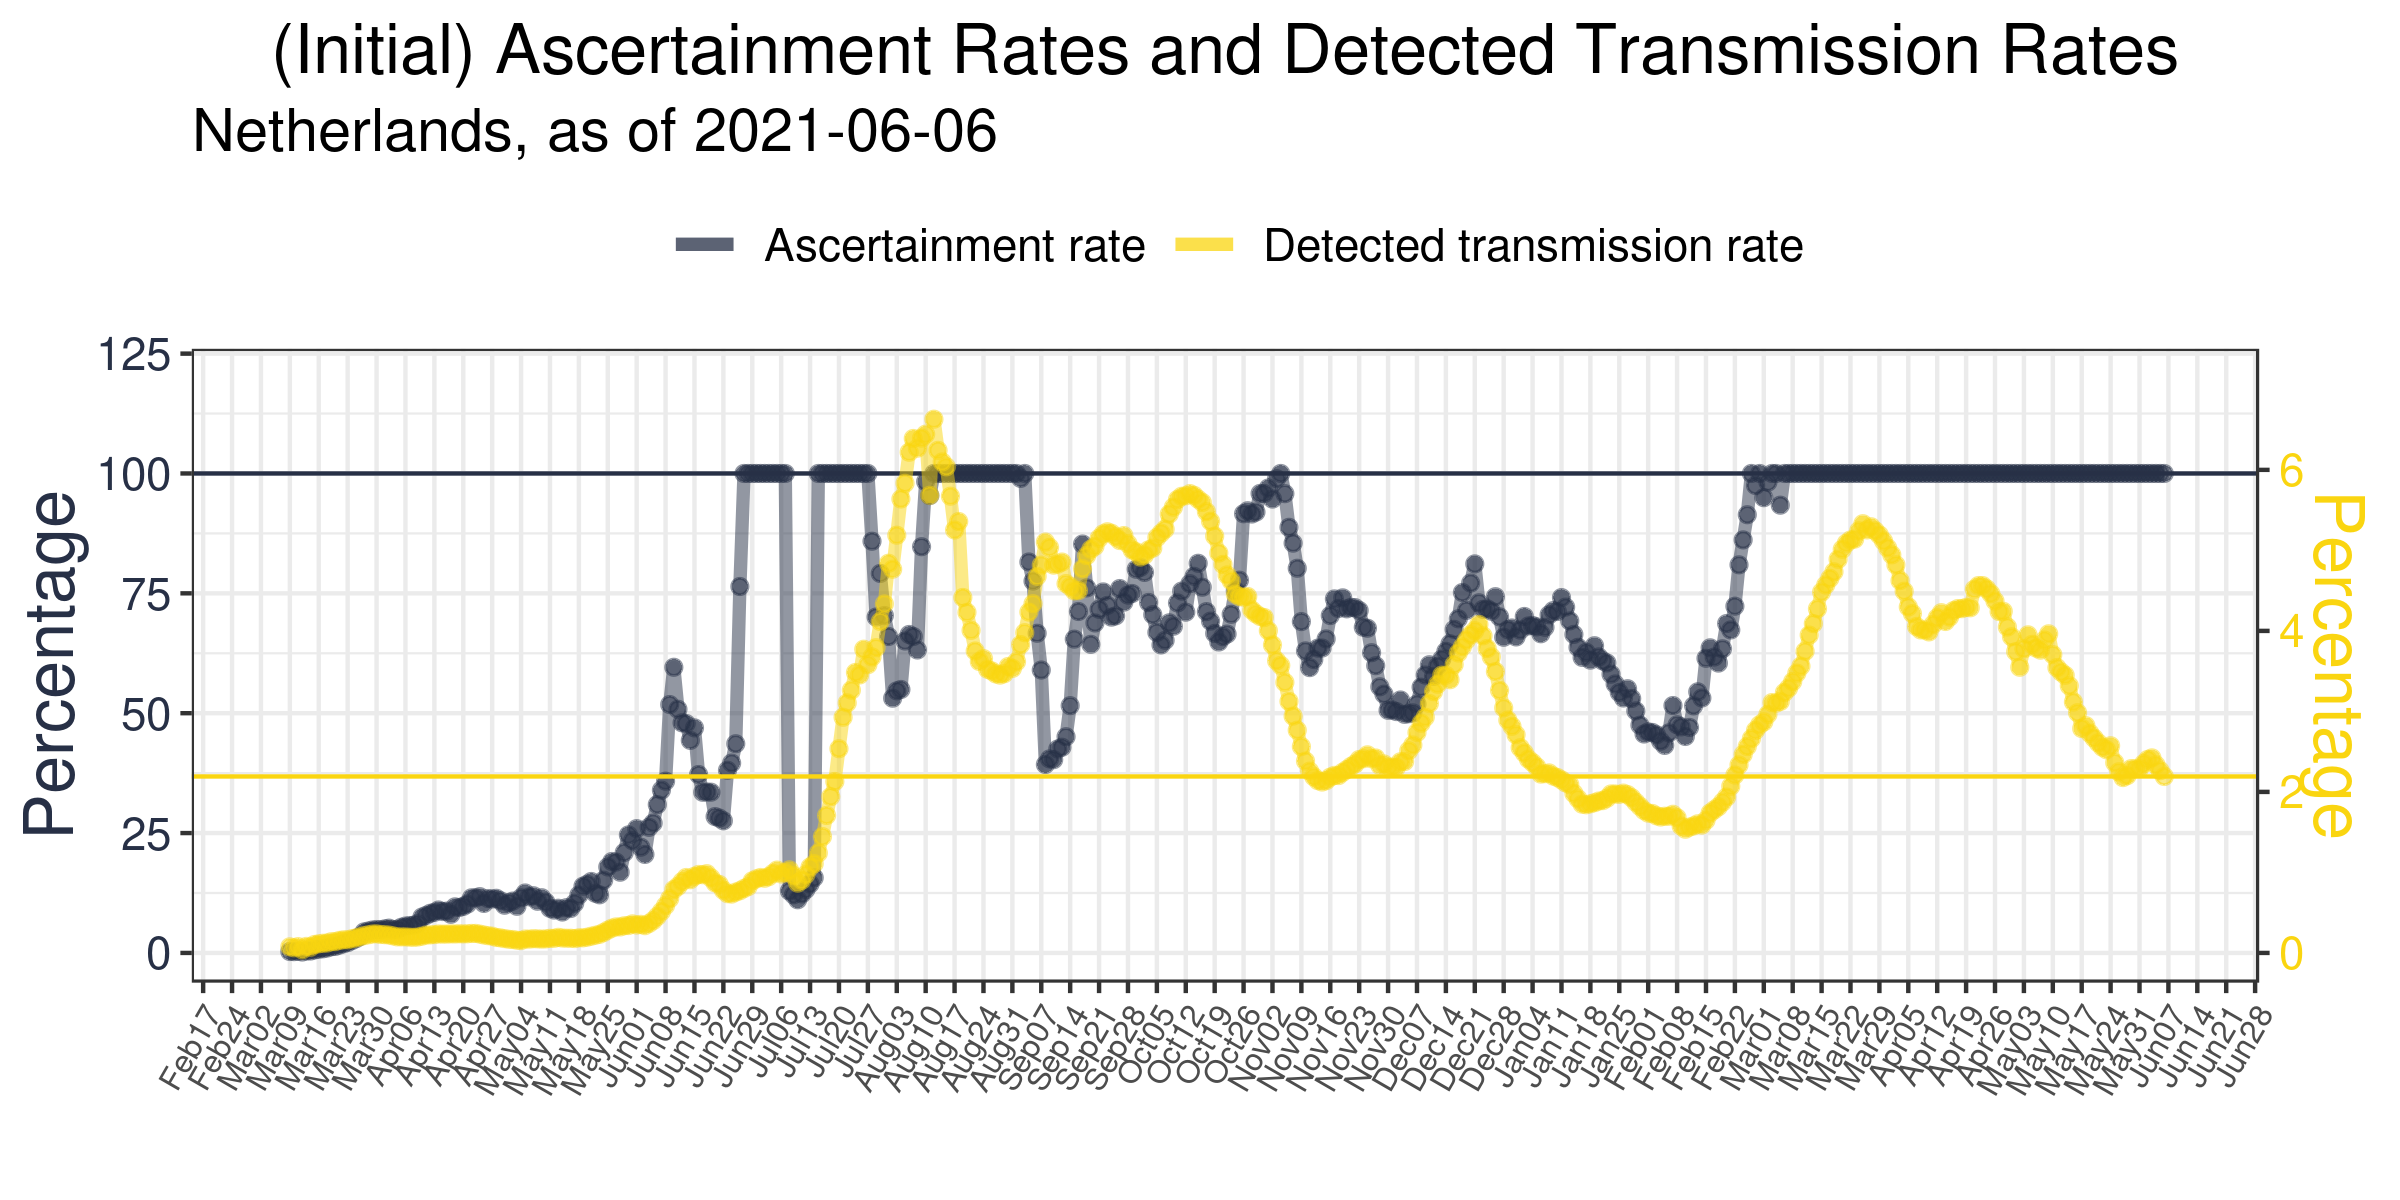 (Initial) Ascertainment Rates and Detected Transmission Rates
Netherlands, as of 2021-06-06
Ascertainment rate
Detected transmission rate
Percentage
125
100
75
50
25
0
6
4
2
0
Percentage
Feb17
Feb24
Mar02
Mar09
Mar16
Mar23
Mar30
Apr06
Apr13
Apr20
Apr27
May04
May11
May18
May25
Jun01
Jun08
Jun15
Jun22
Jun29
Jul06
Jul13
Jul20
Jul27
Aug03
Aug10
Aug17
Aug24
Aug31
Sep07
Sep14
Sep21
Sep28
Oct05
Oct12
Oct19
Oct26
Nov02
Nov09
Nov16
Nov23
Nov30
Dec07
Dec14
Dec21
Dec28
Jan04
Jan11
Jan18
Jan25
Feb01
Feb08
Feb15
Feb22
Mar01
Mar08
Mar15
Mar22
Mar29
Apr05
Apr12
Apr19
Apr26
May03
May10
May17
May24
May31
Jun07
Jun14
Jun21
Jun28